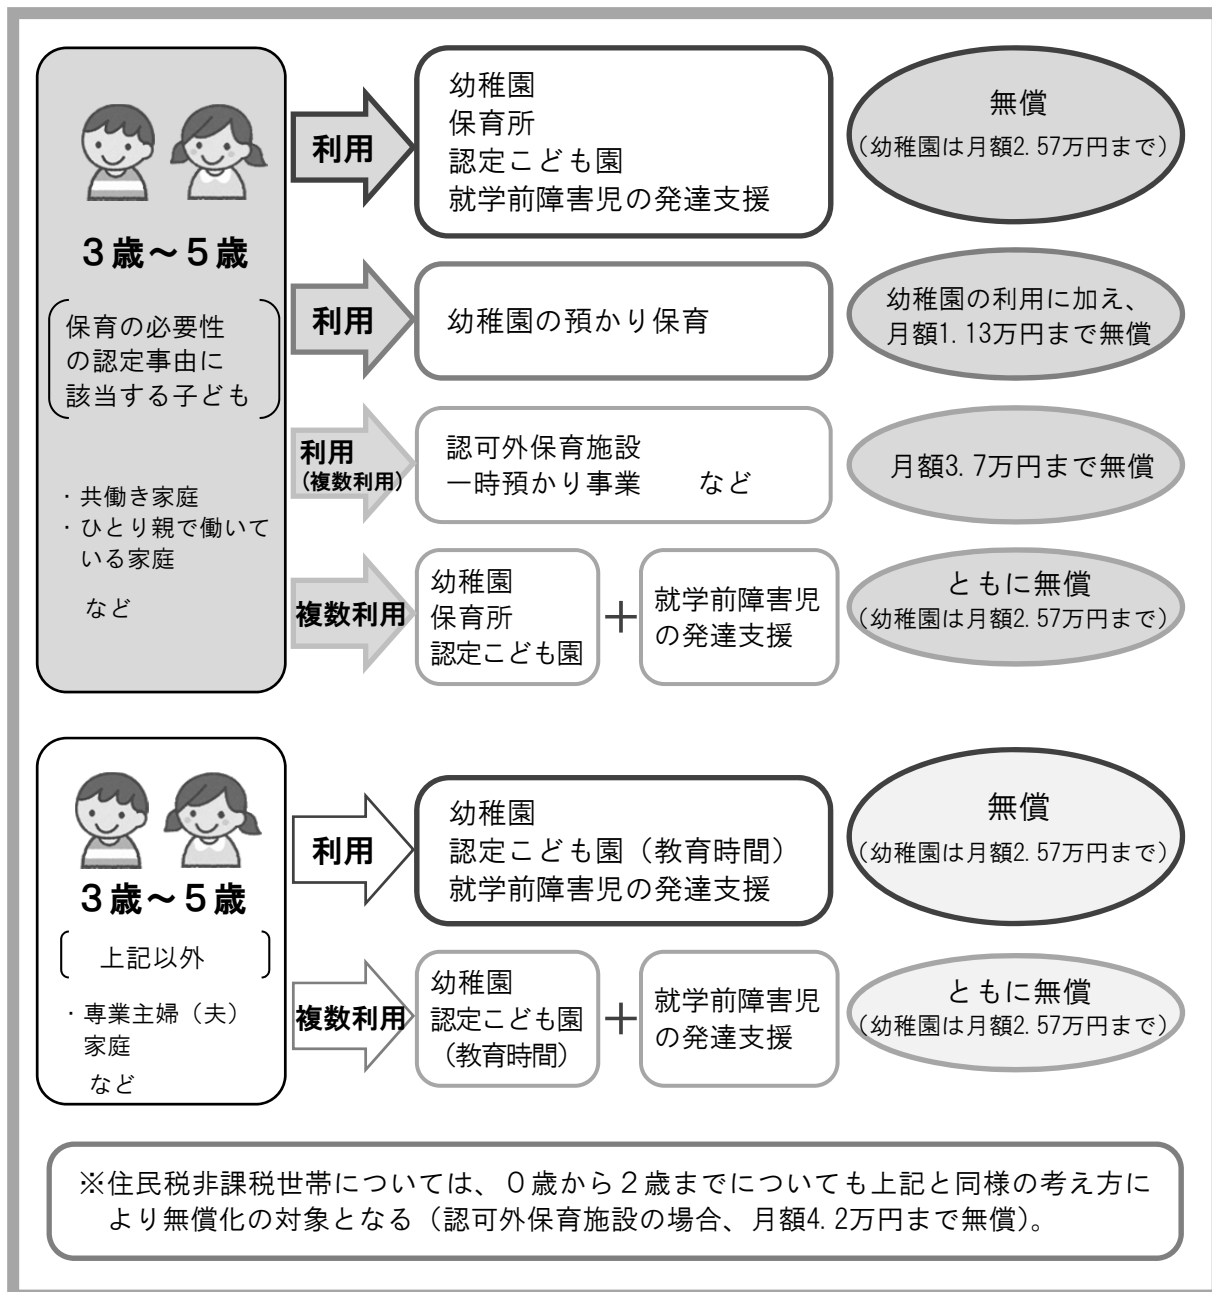 3歳～5歳
保育の必要性
の認定事由に
該当する子ども
・共働き家庭
・ひとり親で働いて
いる家庭
など
利用
幼稚園
保育所
認定こども園
就学前障害児の発達支援
無償
（幼稚園は月額2.57万円まで）
利用
幼稚園の預かり保育
幼稚園の利用に加え、
月額1.13万円まで無償
利用
（複数利用）
認可外保育施設
一時預かり事業　　など
月額3.7万円まで無償
複数利用
幼稚園
保育所
認定こども園
＋
就学前障害児
の発達支援
ともに無償
（幼稚園は月額2.57万円まで）
3歳～5歳
上記以外
・専業主婦（夫）
家庭
など
利用
幼稚園
認定こども園（教育時間）
就学前障害児の発達支援
無償
（幼稚園は月額2.57万円まで）
複数利用
幼稚園
認定こども園
（教育時間）
＋
就学前障害児
の発達支援
ともに無償
（幼稚園は月額2.57万円まで）
※住民税非課税世帯については、０歳から２歳までについても上記と同様の考え方に
より無償化の対象となる（認可外保育施設の場合、月額4.2万円まで無償）。